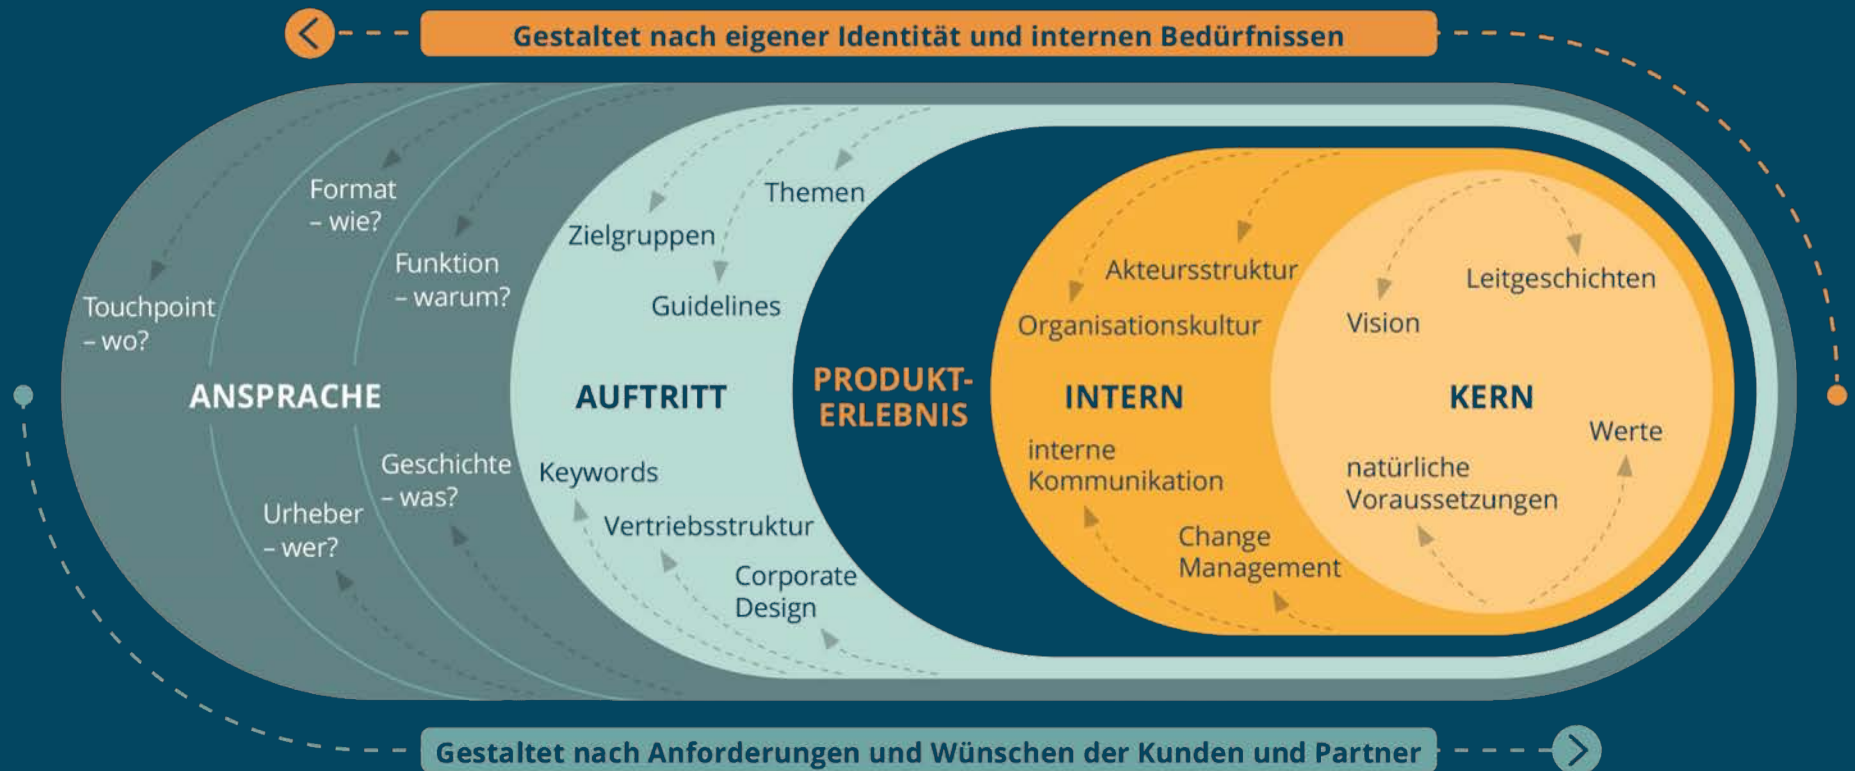 Gestaltet nach eigener Identität und internen Bedürfnissen
Touchpoint
– wo?
Format
– wie?
Funktion
– warum?
ANSPRACHE
Urheber
– wer?
Geschichte
– was?
Zielgruppen
Themen
Guidelines
AUFTRITT
Keywords
Vertriebsstruktur
Corporate
Design
PRODUKT-
ERLEBNIS
Akteursstruktur
Organisationskultur
INTERN
interne
Kommunikation
Change
Management
Leitgeschichten
Vision
KERN
Werte
natürliche
Voraussetzungen
Gestaltet nach Anforderungen und Wünschen der Kunden und Partner